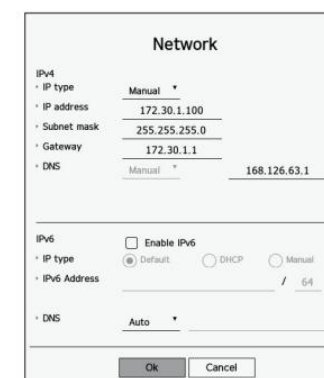 Network
IPv4
· IP type Manual
· IP address 172.30.1.100
· Subnet mask 255.255.255.0
· Gateway 172.30.1.1
· DNS Manual 168.126.63.1
IPv6 Enable IPv6
· IP type Default DHCP Manual
· IPv6 Address / 64
· DNS Auto
Ok Cancel